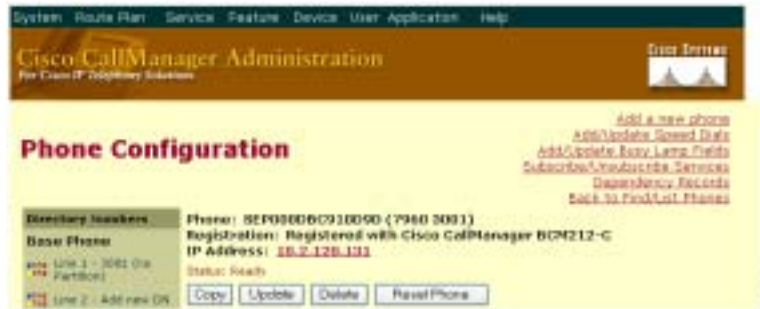 System Route Plan Service Feature Device User Application Help
Cisco CallManager Administration
For Cisco IP Telephony Solutions
Cisco Systems
Add a new phone
Add/Update Speed Dials
Add/Update Busy Lamp Fields
Subscribe/Unsubscribe Services
Dependency Records
Back to Find/List Phones
Phone Configuration
Directory Numbers
Base Phone
Line 1 - 3001 (no Partition)
Line 2 - Add new DN
Phone: (7960 3001)
Registration: Registered with Cisco CallManager BCM212-C
IP Address: 10.2.120.131
Status: Ready
Copy Update Delete Reset Phone